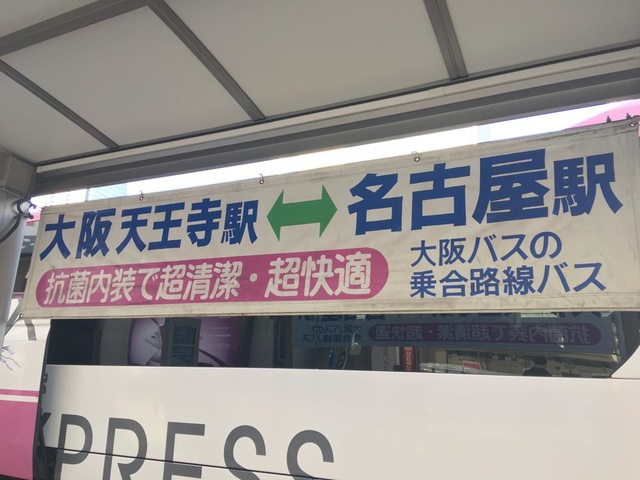 大阪 天王寺駅 ↔ 名古屋駅
抗菌内装で超清潔・超快適
大阪バスの
乗合路線バス
PRESS